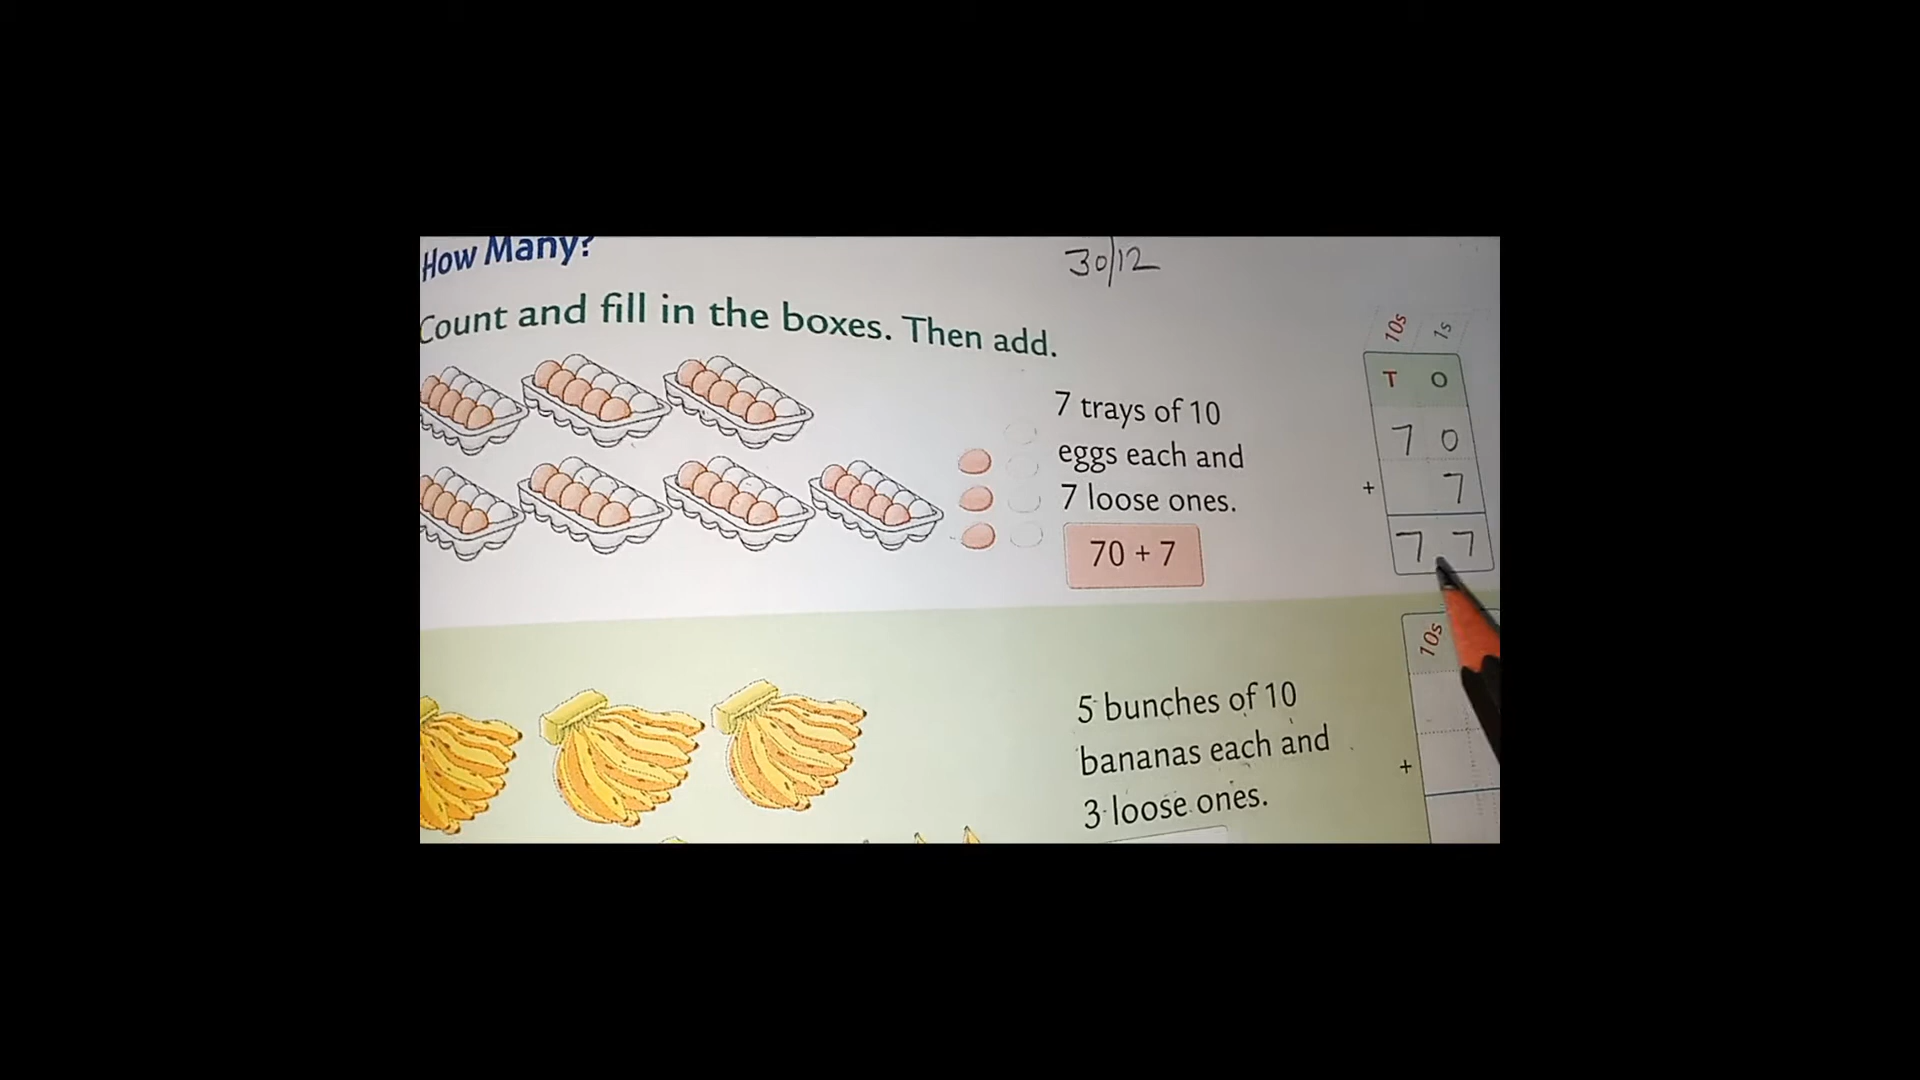 How Many?
30/12
Count and fill in the boxes. Then add.
10s 1s
T O
7 trays of 10
eggs each and
7 loose ones.
70 + 7
7 0
+ 7
7 7
5 bunches of 10
bananas each and
3 loose ones.
10s
+